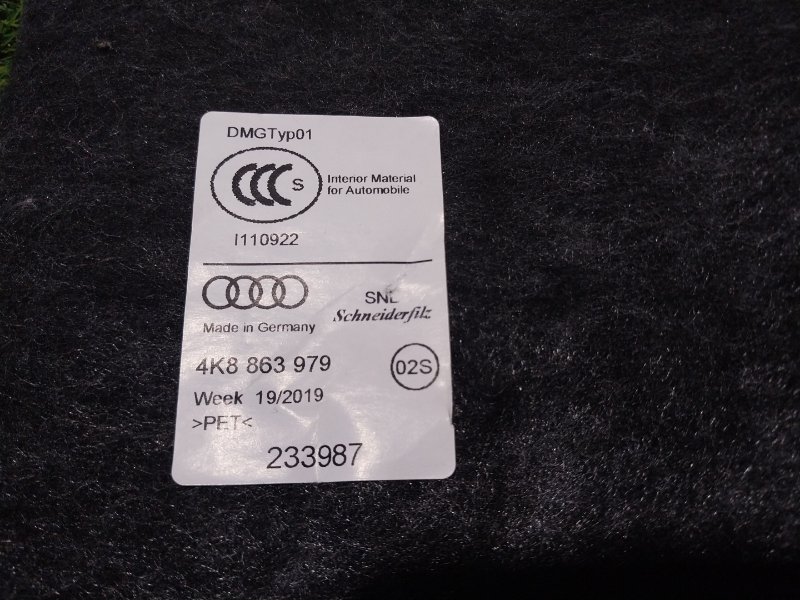 DMGTyp01
CCC S
Interior Material
for Automobile
I110922
SNL
Schneiderfilz
Made in Germany
4K8 863 979
02S
Week 19/2019
>PET<
233987